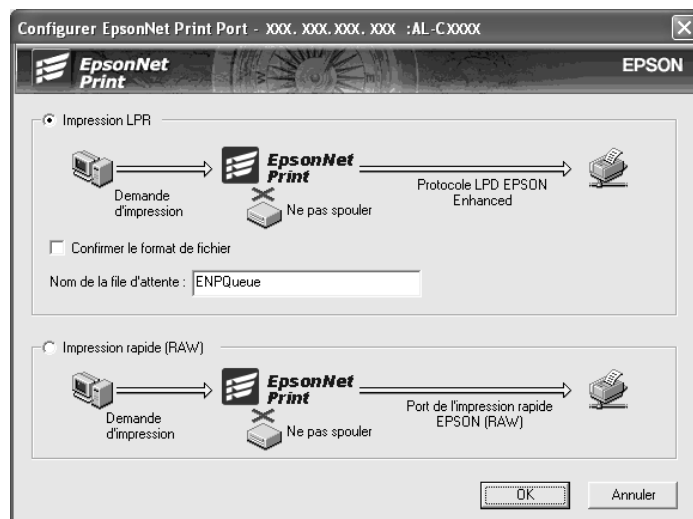 Configurer EpsonNet Print Port - XXX. XXX.XXX. XXX :AL-CXXXX
EpsonNet
Print
EPSON
Impression LPR
EpsonNet
Print
Demande
d'impression
Ne pas spouler
Protocole LPD EPSON
Enhanced
Confirmer le format de fichier
Nom de la file d'attente : ENPQueue
Impression rapide (RAW)
EpsonNet
Print
Demande
d'impression
Ne pas spouler
Port de l'impression rapide
EPSON (RAW)
OK Annuler